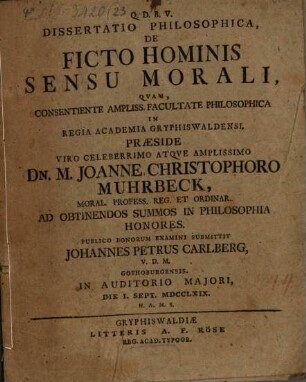 Q. D. B. V.
DISSERTATIO PHILOSOPHICA,
DE
FICTO HOMINIS
SENSU MORALI,
QVAM,
CONSENTIENTE AMPLISS. FACULTATE PHILOSOPHICA
IN
REGIA ACADEMIA GRYPHISWALDENSI,
PRÆSIDE
VIRO CELEBERRIMO ATQVE AMPLISSIMO
DN. M. JOANNE CHRISTOPHORO
MUHRBECK,
MORAL. PROFESS. REG. ET ORDINAR.
AD OBTINENDOS SUMMOS IN PHILOSOPHIA
HONORES.
PUBLICO BONORUM EXAMINI SUBMITTIT
JOHANNES PETRUS CARLBERG,
V. D. M.
GOTHOBURGENSIS.
IN AUDITORIO MAJORI,
DIE I. SEPT. MDCCLXIX.
H. A. M. S.
GRYPHISWALDIÆ
LITTERIS A. F. RÖSE
REG. ACAD. TYPOGR.